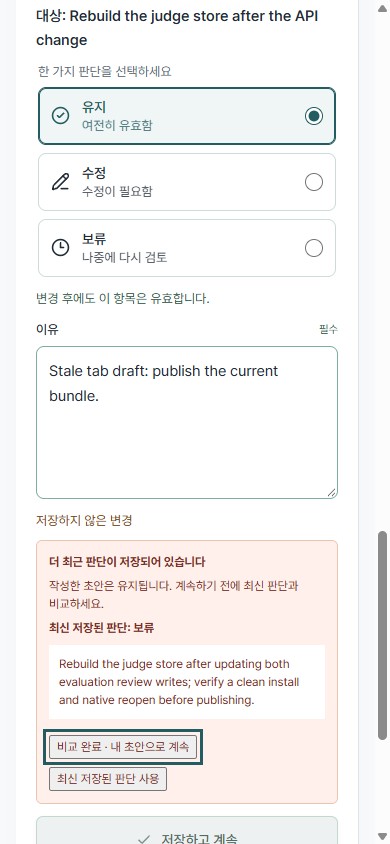 대상: Rebuild the judge store after the API
change
한 가지 판단을 선택하세요
유지
여전히 유효함
수정
수정이 필요함
보류
나중에 다시 검토
변경 후에도 이 항목은 유효합니다.
이유 필수
Stale tab draft: publish the current
bundle.
저장하지 않은 변경
더 최근 판단이 저장되어 있습니다
작성한 초안은 유지됩니다. 계속하기 전에 최신 판단과
비교하세요.
최신 저장된 판단: 보류
Rebuild the judge store after updating both
evaluation review writes; verify a clean install
and native reopen before publishing.
비교 완료 · 내 초안으로 계속
최신 저장된 판단 사용
저장하고 계속